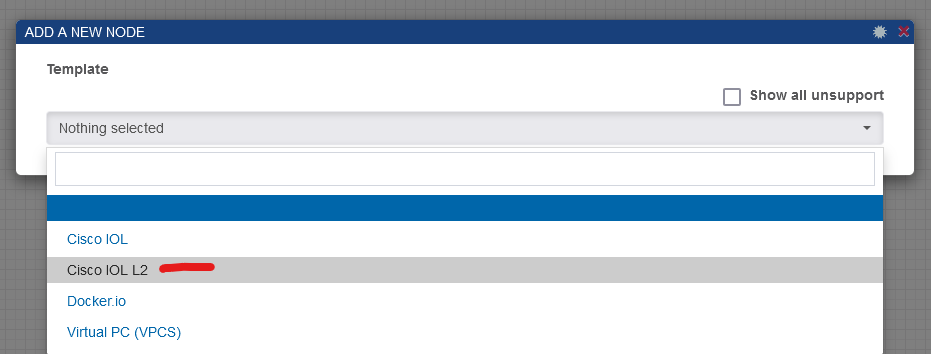 ADD A NEW NODE
Template
Show all unsupport
Nothing selected
Cisco IOL
Cisco IOL L2
Docker.io
Virtual PC (VPCS)